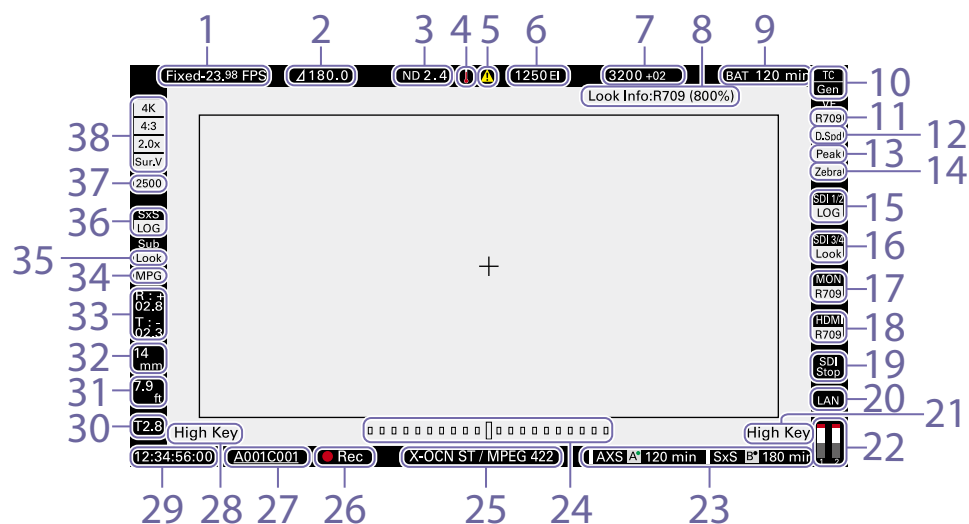 1 2 3 4 5 6 7 8 9
Fixed-23.98 FPS ⊿180.0 ND 2.4 1250EI 3200+02 BAT 120 min
Look Info:R709 (800%)
TC
Gen
10
VF
R709
11
D.Spd
12
Peak
13
Zebra
14
SDI 1/2
LOG
15
SDI 3/4
Look
16
MON
R709
17
HDMI
R709
18
SDI
Stop
19
LAN
20
21
22
38
4K
4:3
2.0x
Sur.V
37
2500
36
SxS
LOG
Sub
35
Look
34
MPG
33
R : +
02.8
T : -
02.3
32
14
mm
31
7.9
ft
30
T2.8
High Key High Key
1 2
12:34:56:00 A001C001 Rec X-OCN ST / MPEG 422 AXS A 120 min SxS B 180 min
29 28 27 26 25 24 23